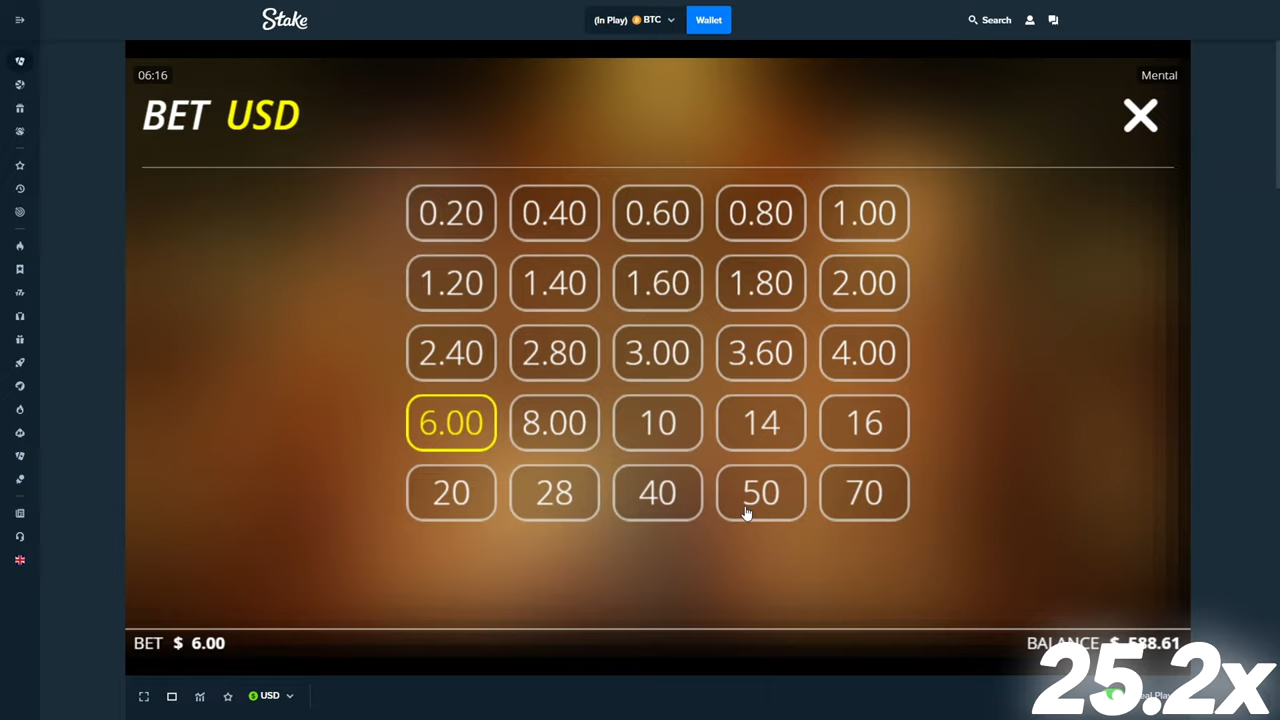 Stake
(In Play) BTC
Wallet
Search
06:16
Mental
BET USD
0.20 0.40 0.60 0.80 1.00
1.20 1.40 1.60 1.80 2.00
2.40 2.80 3.00 3.60 4.00
6.00 8.00 10 14 16
20 28 40 50 70
BET $ 6.00
BALANCE $ 588.61
USD
25.2x